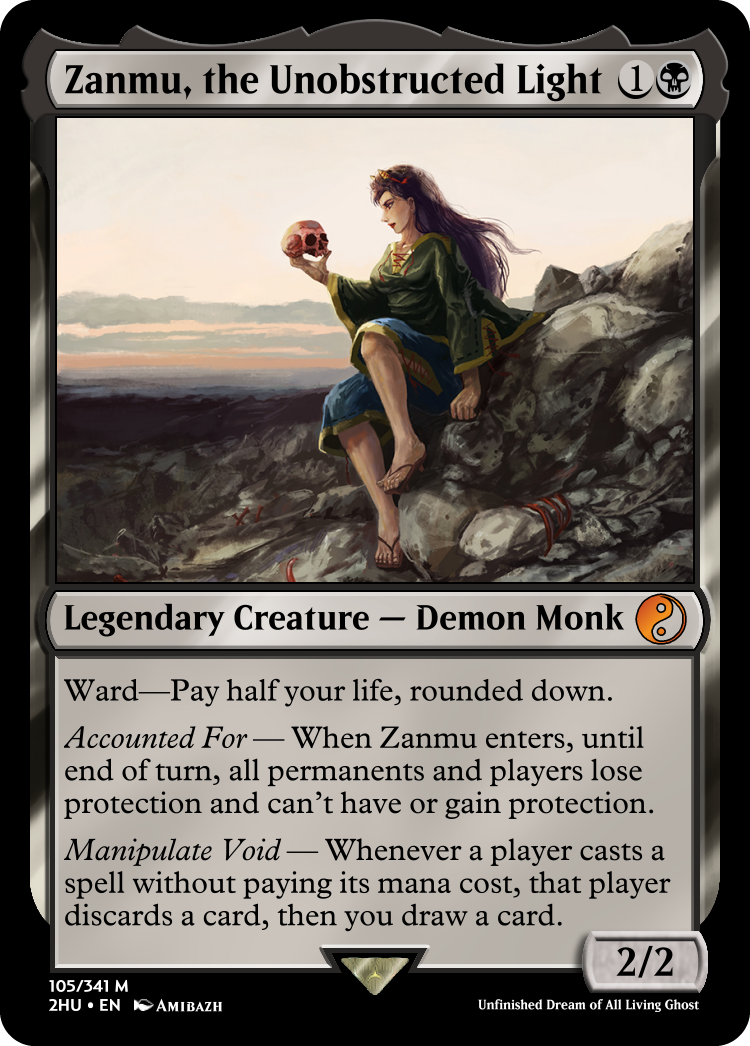 Zanmu, the Unobstructed Light 1
Legendary Creature — Demon Monk
Ward—Pay half your life, rounded down.
Accounted For — When Zanmu enters, until
end of turn, all permanents and players lose
protection and can't have or gain protection.
Manipulate Void — Whenever a player casts a
spell without paying its mana cost, that player
discards a card, then you draw a card.
2/2
105/341 M
2HU • EN AMIBAZH
Unfinished Dream of All Living Ghost